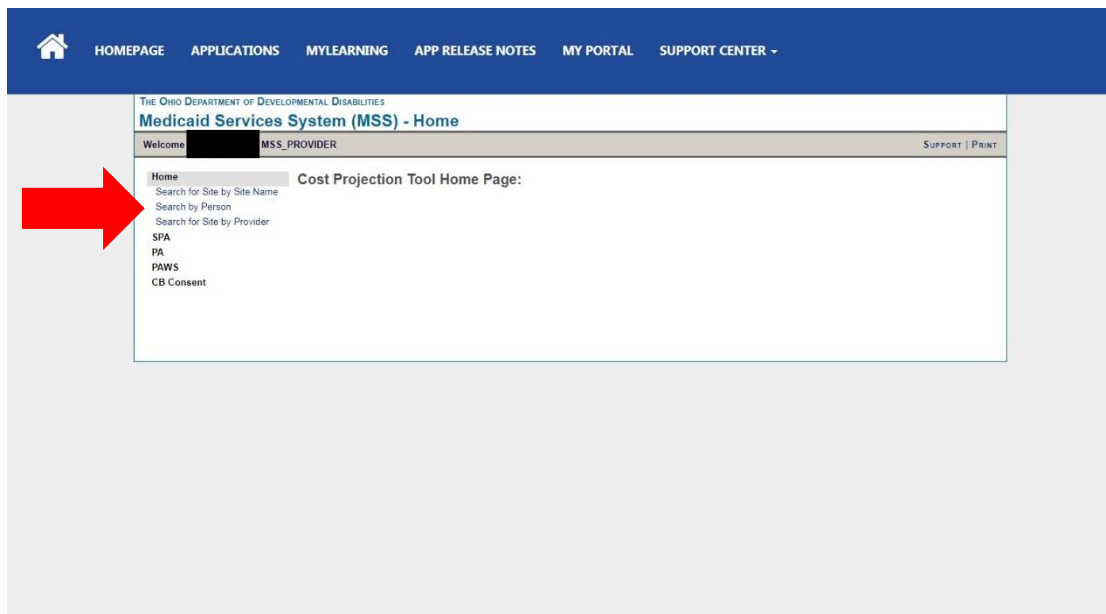 HOMEPAGE APPLICATIONS MYLEARNING APP RELEASE NOTES MY PORTAL SUPPORT CENTER
THE OHIO DEPARTMENT OF DEVELOPMENTAL DISABILITIES
Medicaid Services System (MSS) - Home
Welcome MSS_PROVIDER SUPPORT | PRINT
Home
Cost Projection Tool Home Page:
Search for Site by Site Name
Search by Person
Search for Site by Provider
SPA
PA
PAWS
CB Consent